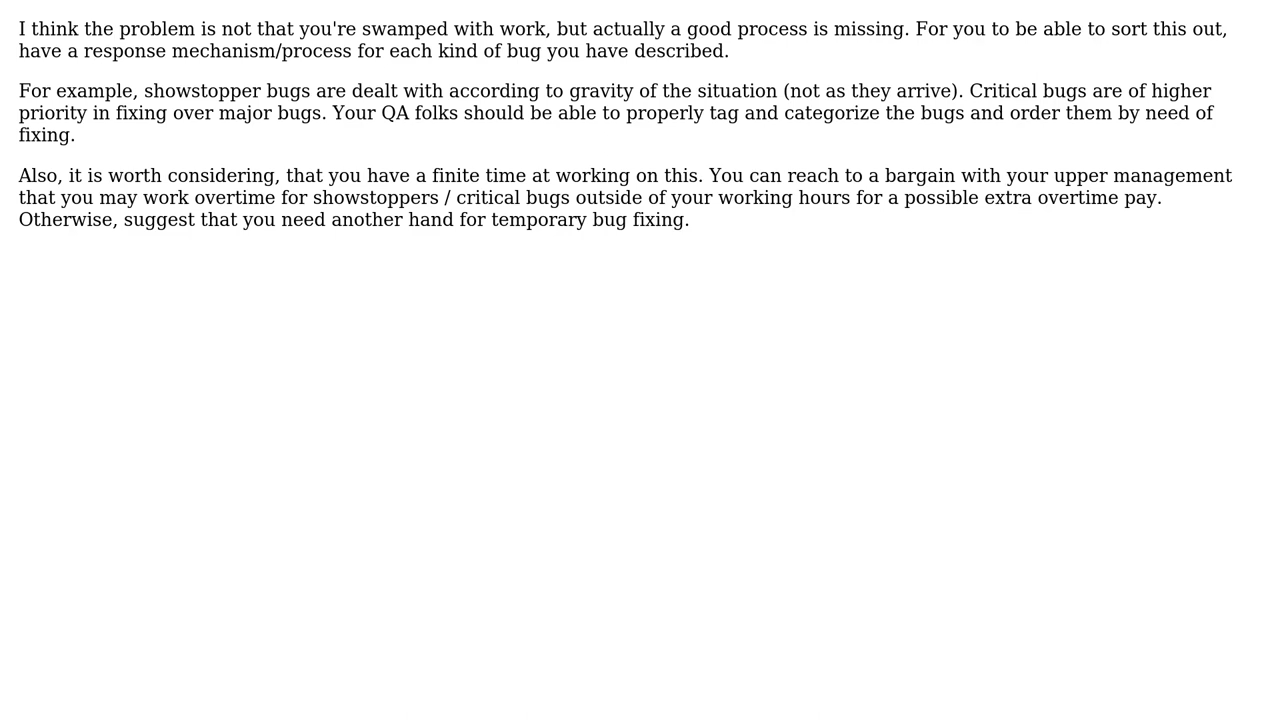 I think the problem is not that you're swamped with work, but actually a good process is missing. For you to be able to sort this out,
have a response mechanism/process for each kind of bug you have described.
For example, showstopper bugs are dealt with according to gravity of the situation (not as they arrive). Critical bugs are of higher
priority in fixing over major bugs. Your QA folks should be able to properly tag and categorize the bugs and order them by need of
fixing.
Also, it is worth considering, that you have a finite time at working on this. You can reach to a bargain with your upper management
that you may work overtime for showstoppers / critical bugs outside of your working hours for a possible extra overtime pay.
Otherwise, suggest that you need another hand for temporary bug fixing.